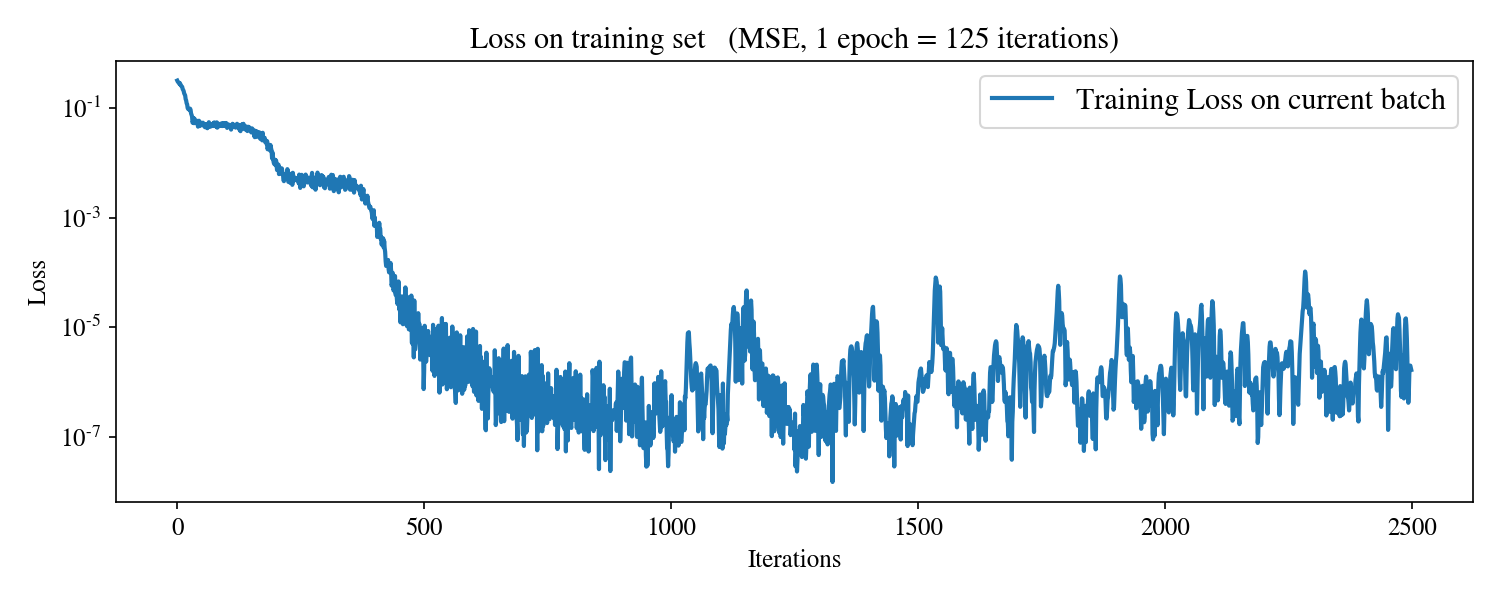 Loss on training set (MSE, 1 epoch = 125 iterations)
Training Loss on current batch
10⁻¹
10⁻³
10⁻⁵
10⁻⁷
Loss
0 500 1000 1500 2000 2500
Iterations